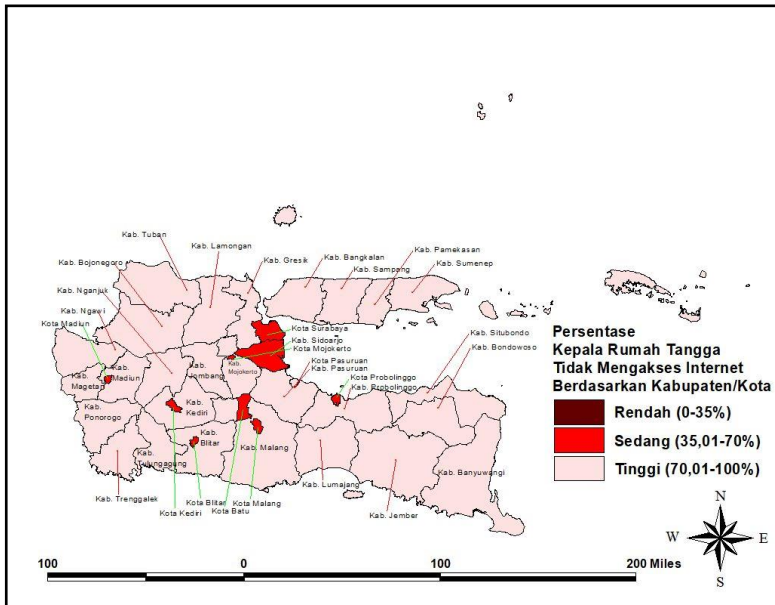 Kab. Tuban
Kab. Lamongan
Kab. Bojonegoro
Kab. Gresik
Kab. Bangkalan
Kab. Pamekasan
Kab. Sampang
Kab. Sumenep
Kab. Nganjuk
Kab. Ngawi
Kota Madiun
Kota Surabaya
Kab. Sidoarjo
Kota Mojokerto
Kab. Situbondo
Kab. Bondowoso
Kab. Magetan
Kab. Madiun
Kab. Jombang
Kab. Mojokerto
Kota Pasuruan
Kab. Pasuruan
Kota Probolinggo
Kab. Probolinggo
Kab. Ponorogo
Kab. Kediri
Kab. Blitar
Kab. Malang
Kab. Tulungagung
Kab. Lumajang
Kab. Banyuwangi
Kab. Trenggalek
Kota Blitar
Kota Malang
Kota Kediri
Kota Batu
Kab. Jember
Persentase
Kepala Rumah Tangga
Tidak Mengakses Internet
Berdasarkan Kabupaten/Kota
Rendah (0-35%)
Sedang (35,01-70%)
Tinggi (70,01-100%)
N
W
E
S
100
0
100
200 Miles